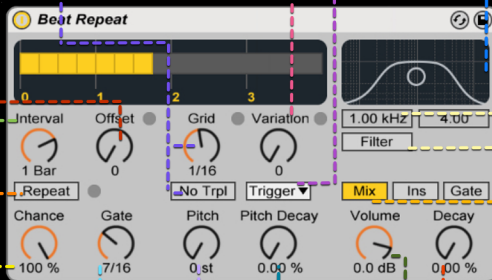 Beat Repeat
0 1 2 3
Interval Offset Grid Variation
1.00 kHz 4.00
1 Bar 0 1/16 0
Filter
Repeat No Trpl Trigger Mix Ins Gate
Chance Gate Pitch Pitch Decay Volume Decay
100 % 7/16 0 st 0.00 % 0.0 dB 0.00 %